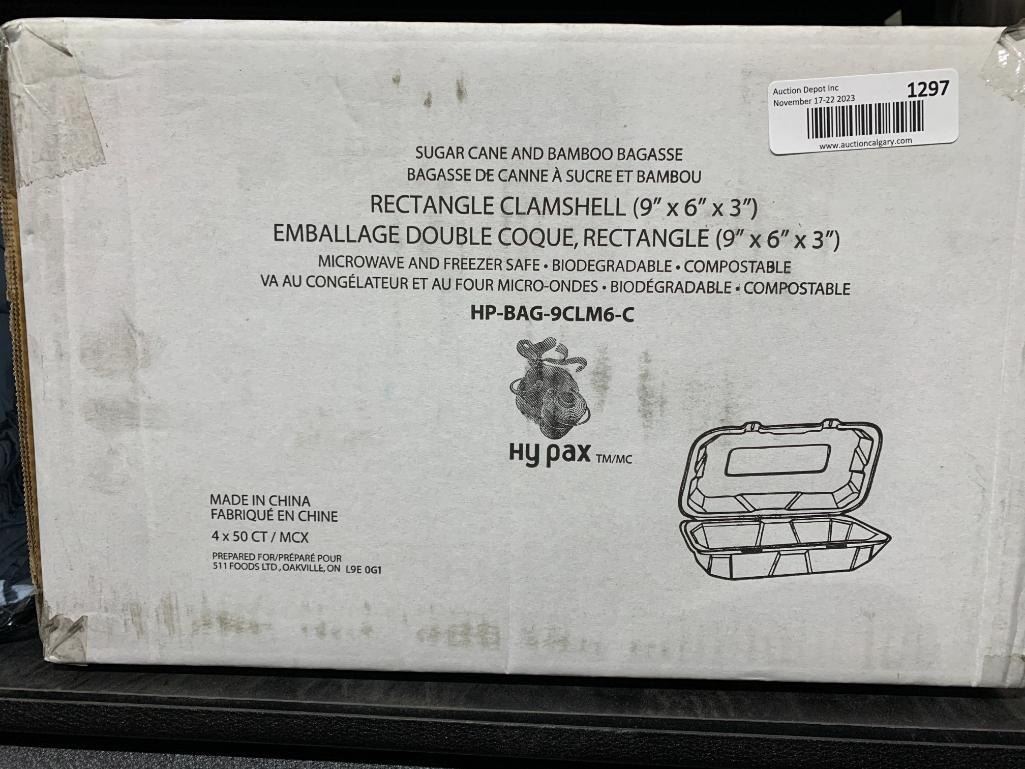 Auction Depot Inc
November 17-22 2023
1297
www.auctioncalgary.com
SUGAR CANE AND BAMBOO BAGASSE
BAGASSE DE CANNE À SUCRE ET BAMBOU
RECTANGLE CLAMSHELL (9” x 6” x 3”)
EMBALLAGE DOUBLE COQUE, RECTANGLE (9” x 6” x 3”)
MICROWAVE AND FREEZER SAFE • BIODEGRADABLE • COMPOSTABLE
VA AU CONGÉLATEUR ET AU FOUR MICRO-ONDES • BIODÉGRADABLE • COMPOSTABLE
HP-BAG-9CLM6-C
Hy pax TM/MC
MADE IN CHINA
FABRIQUÉ EN CHINE
4 x 50 CT / MCX
PREPARED FOR/PRÉPARÉ POUR
511 FOODS LTD, OAKVILLE, ON L9E 0G1